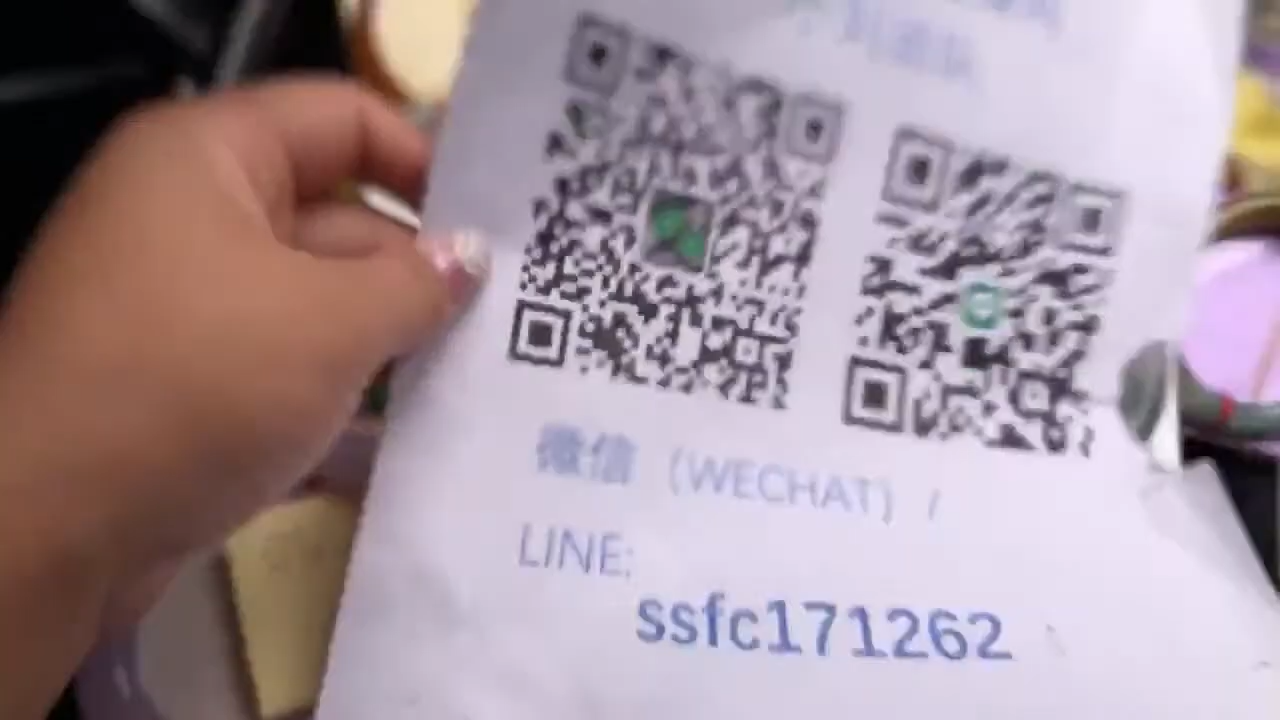 微信 (WECHAT) /
LINE:
ssfc171262